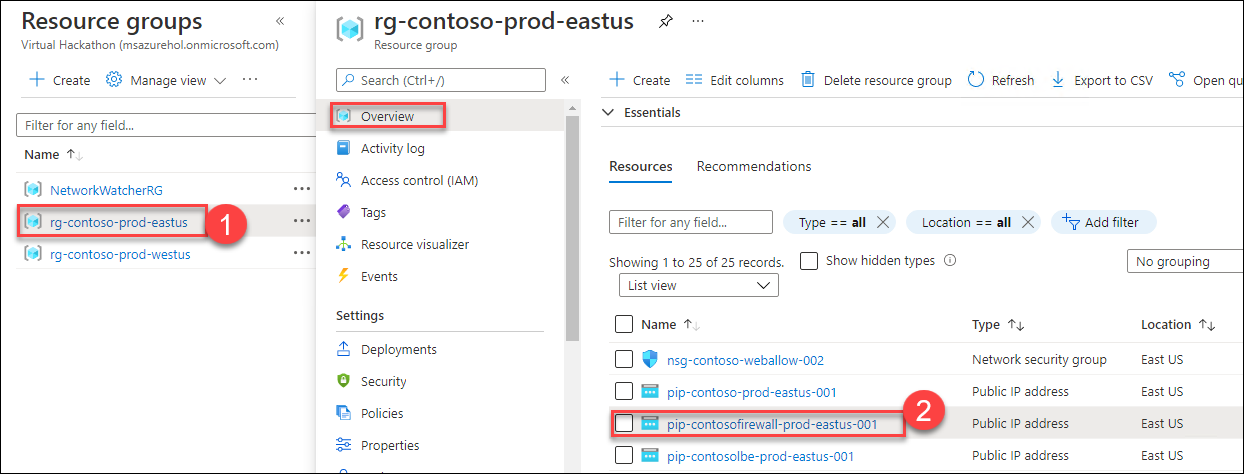 Resource groups «
Virtual Hackathon (msazurehol.onmicrosoft.com)
+ Create Manage view ...
Filter for any field...
Name ↑↓
NetworkWatcherRG ...
rg-contoso-prod-eastus ...
1
rg-contoso-prod-westus ...
rg-contoso-prod-eastus ...
Resource group
Search (Ctrl+/) «
Overview
Activity log
Access control (IAM)
Tags
Resource visualizer
Events
Settings
Deployments
Security
Policies
Properties
+ Create Edit columns Delete resource group Refresh Export to CSV Open qu
Essentials
Resources Recommendations
Filter for any field... Type == all Location == all Add filter
Showing 1 to 25 of 25 records. Show hidden types No grouping
List view
Name ↑↓ Type ↑↓ Location ↑↓
nsg-contoso-weballow-002 Network security group East US
pip-contoso-prod-eastus-001 Public IP address East US
pip-contosofirewall-prod-eastus-001 2 Public IP address East US
pip-contosolbe-prod-eastus-001 Public IP address East US